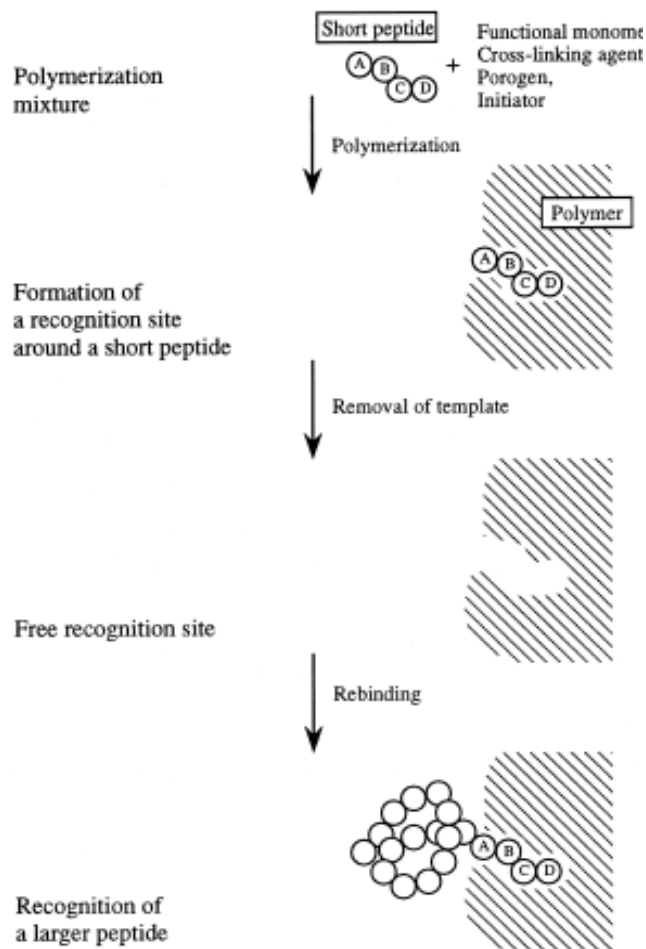 Short peptide
Functional monome
Cross-linking agent
Porogen,
Initiator
A B C D
+
Polymerization
mixture
Polymerization
Polymer
A B C D
Formation of
a recognition site
around a short peptide
Removal of template
Free recognition site
Rebinding
A B C D
Recognition of
a larger peptide